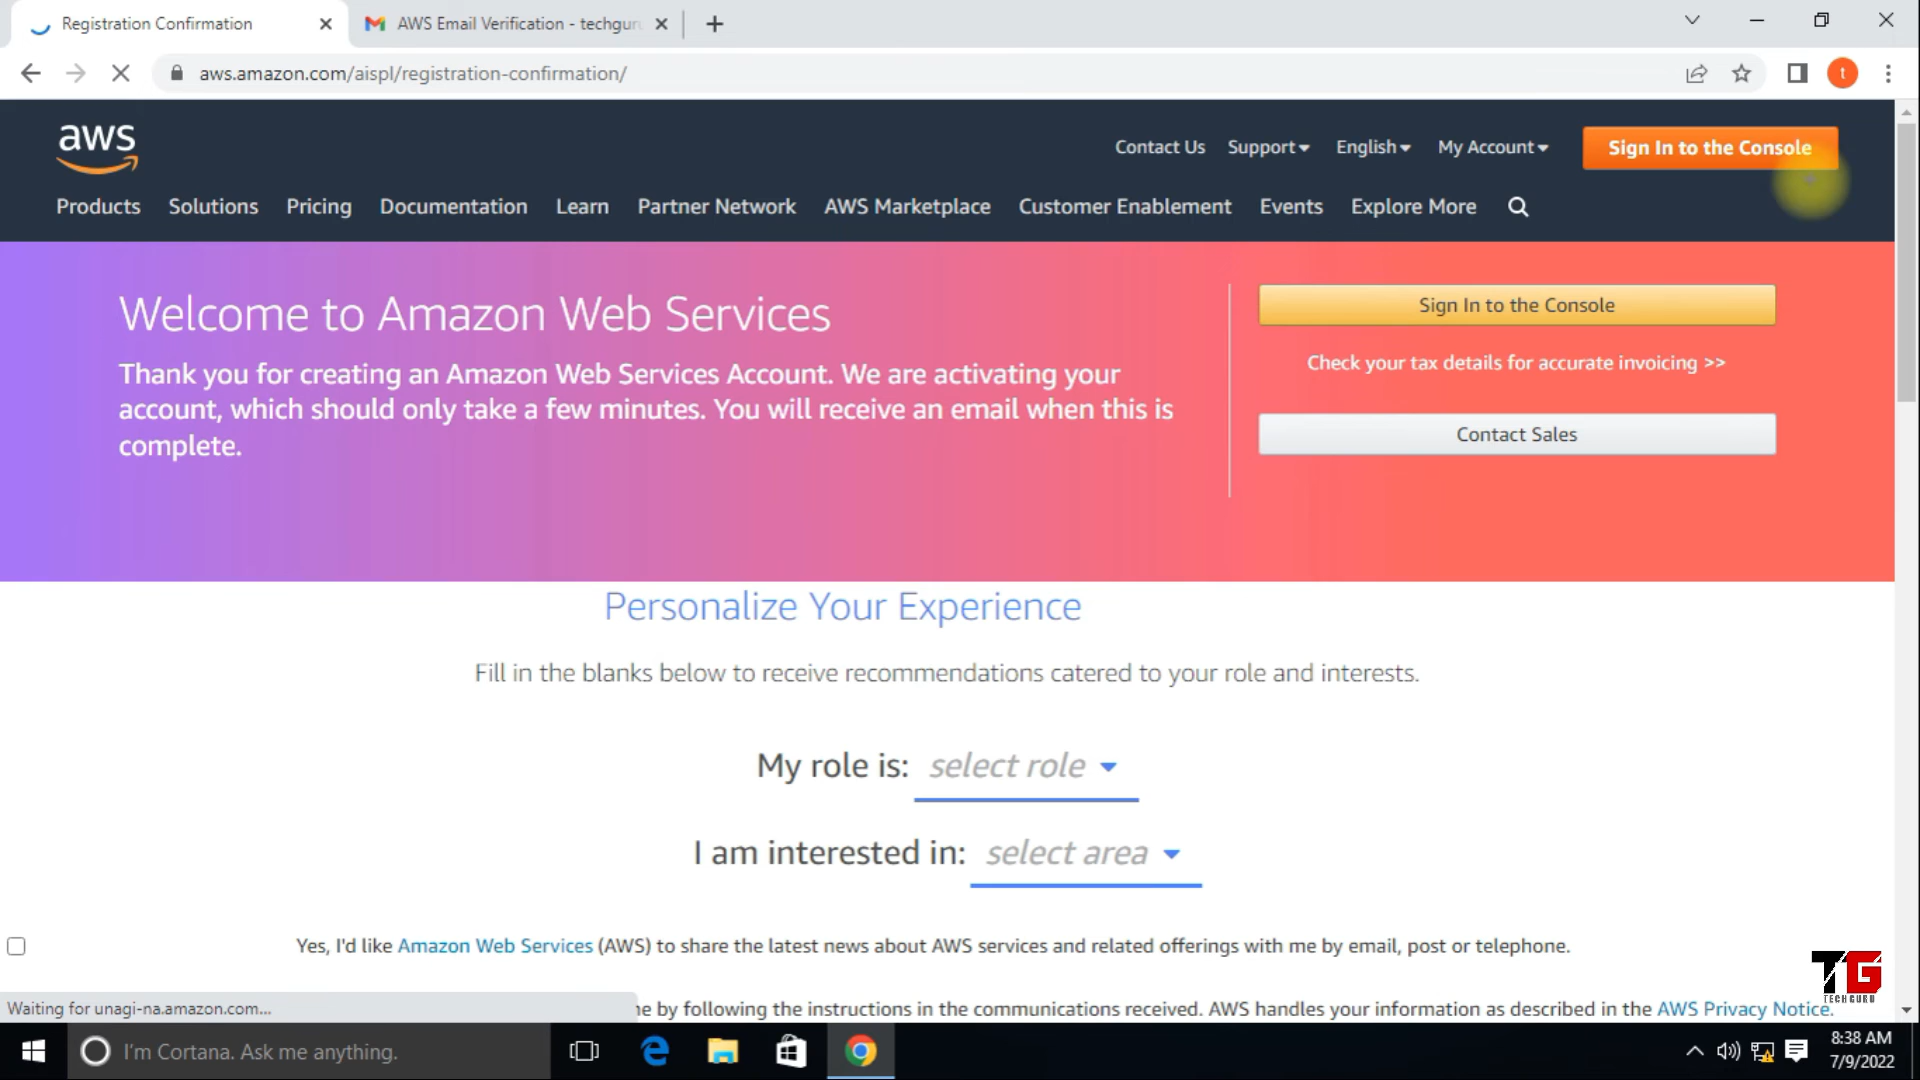 Registration Confirmation
AWS Email Verification - techgur
aws.amazon.com/aispl/registration-confirmation/
t
aws
Contact Us Support English My Account Sign In to the Console
Products Solutions Pricing Documentation Learn Partner Network AWS Marketplace Customer Enablement Events Explore More
Welcome to Amazon Web Services
Thank you for creating an Amazon Web Services Account. We are activating your
account, which should only take a few minutes. You will receive an email when this is
complete.
Sign In to the Console
Check your tax details for accurate invoicing >>
Contact Sales
Personalize Your Experience
Fill in the blanks below to receive recommendations catered to your role and interests.
My role is: select role
I am interested in: select area
Yes, I'd like Amazon Web Services (AWS) to share the latest news about AWS services and related offerings with me by email, post or telephone.
by following the instructions in the communications received. AWS handles your information as described in the AWS Privacy Notice.
Waiting for unagi-na.amazon.com...
TG
TECH GURU
I'm Cortana. Ask me anything.
8:38 AM
7/9/2022